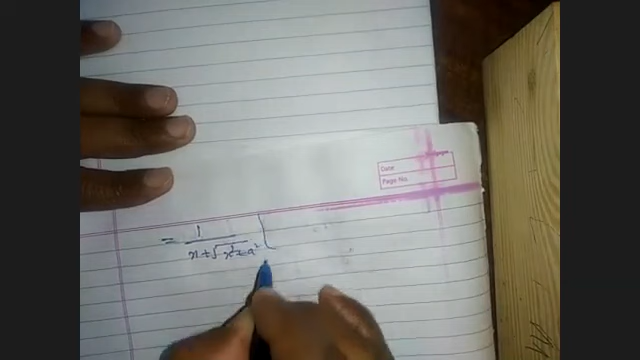 Date
Page No.
= 1/(x+√(x²+a²)) [